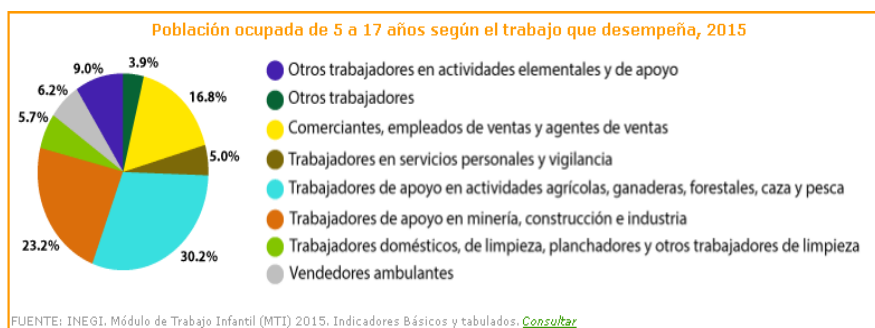 Población ocupada de 5 a 17 años según el trabajo que desempeña, 2015
9.0%
3.9%
6.2%
16.8%
5.7%
5.0%
23.2%
30.2%
Otros trabajadores en actividades elementales y de apoyo
Otros trabajadores
Comerciantes, empleados de ventas y agentes de ventas
Trabajadores en servicios personales y vigilancia
Trabajadores de apoyo en actividades agrícolas, ganaderas, forestales, caza y pesca
Trabajadores de apoyo en minería, construcción e industria
Trabajadores domésticos, de limpieza, planchadores y otros trabajadores de limpieza
Vendedores ambulantes
FUENTE: INEGI. Módulo de Trabajo Infantil (MTI) 2015. Indicadores Básicos y tabulados. Consultar